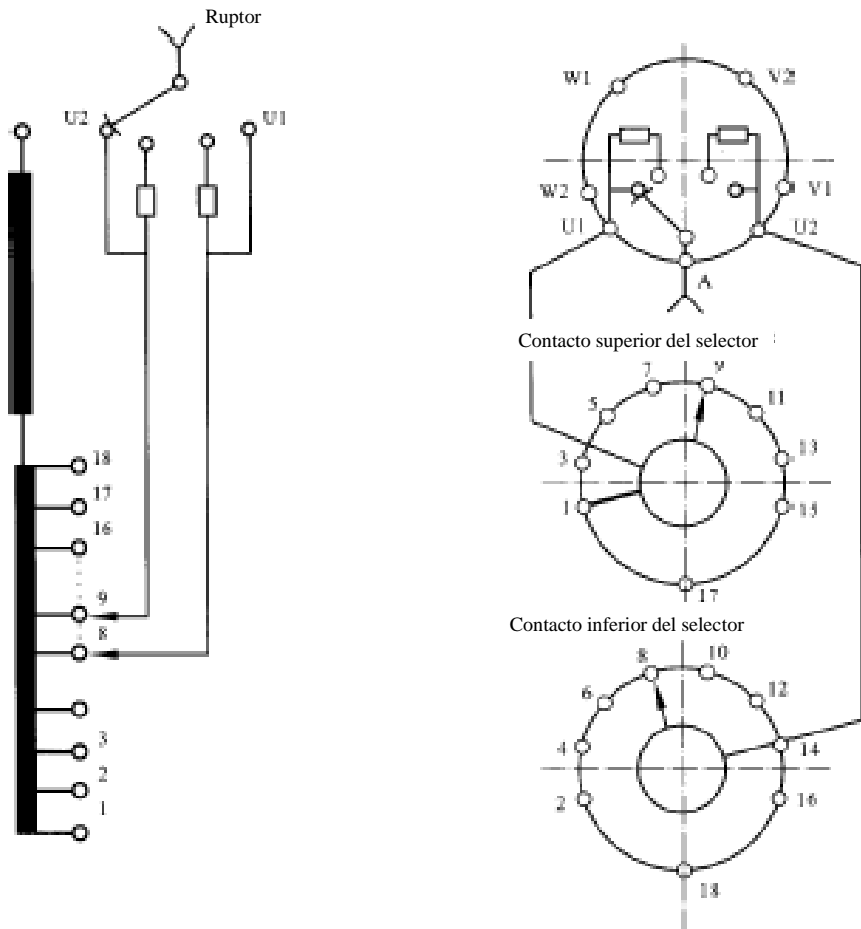 Ruptor
U2
U1
18
17
16
9
8
3
2
1
W1
V2
W2
V1
U1
U2
A
Contacto superior del selector
7
9
5
11
3
13
1
15
17
Contacto inferior del selector
8
10
6
12
4
14
2
16
18